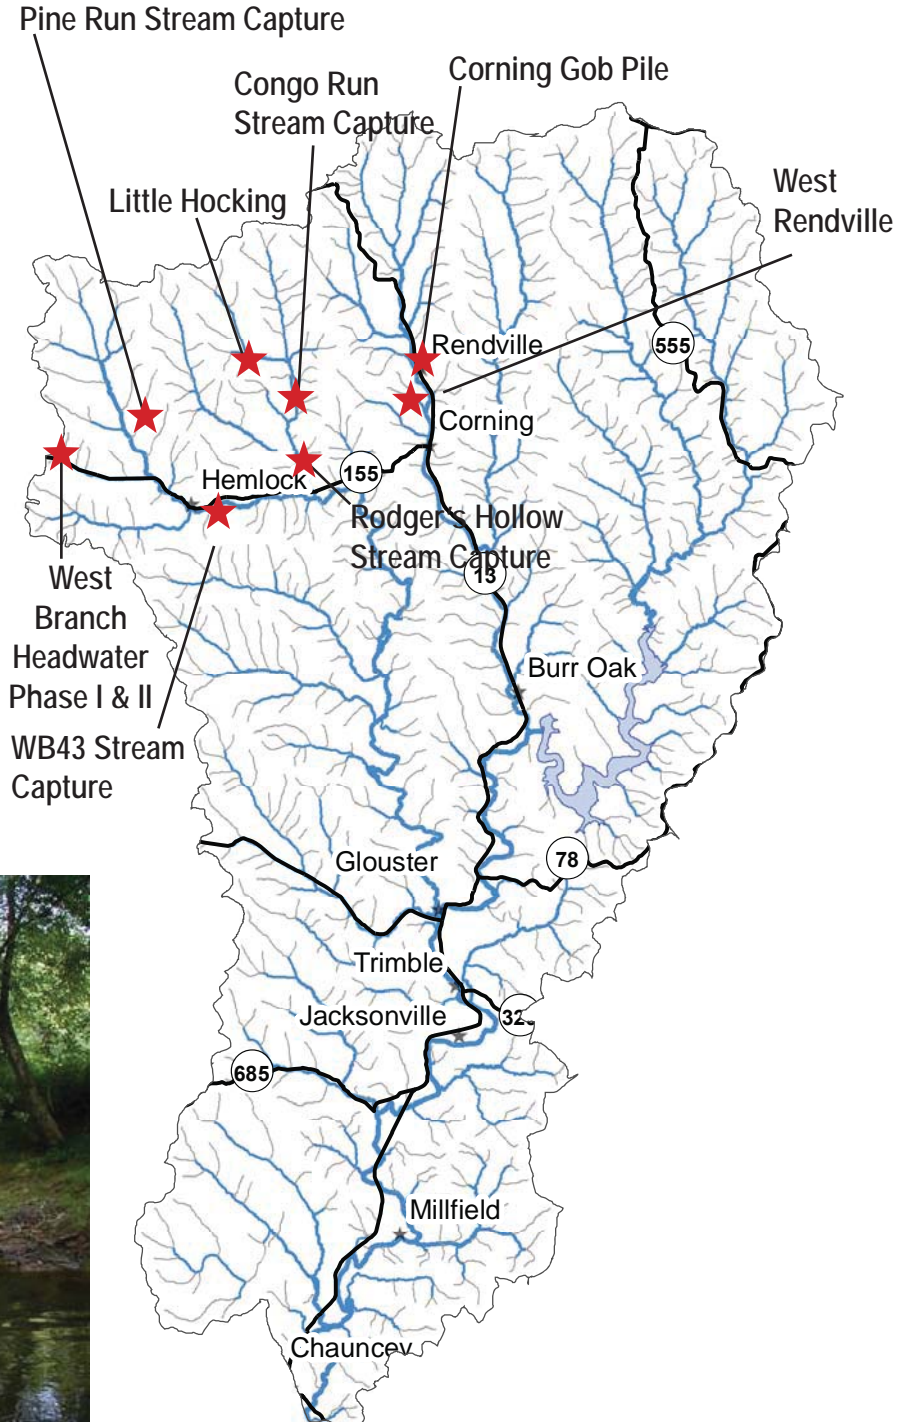 Pine Run Stream Capture
Congo Run
Stream Capture
Corning Gob Pile
Little Hocking
West
Rendville
Rendville
555
Corning
155
Hemlock
Rodger's Hollow
Stream Capture
13
West
Branch
Headwater
Phase I & II
WB43 Stream
Capture
Burr Oak
Glouster
78
Trimble
Jacksonville
685
Millfield
Chauncey